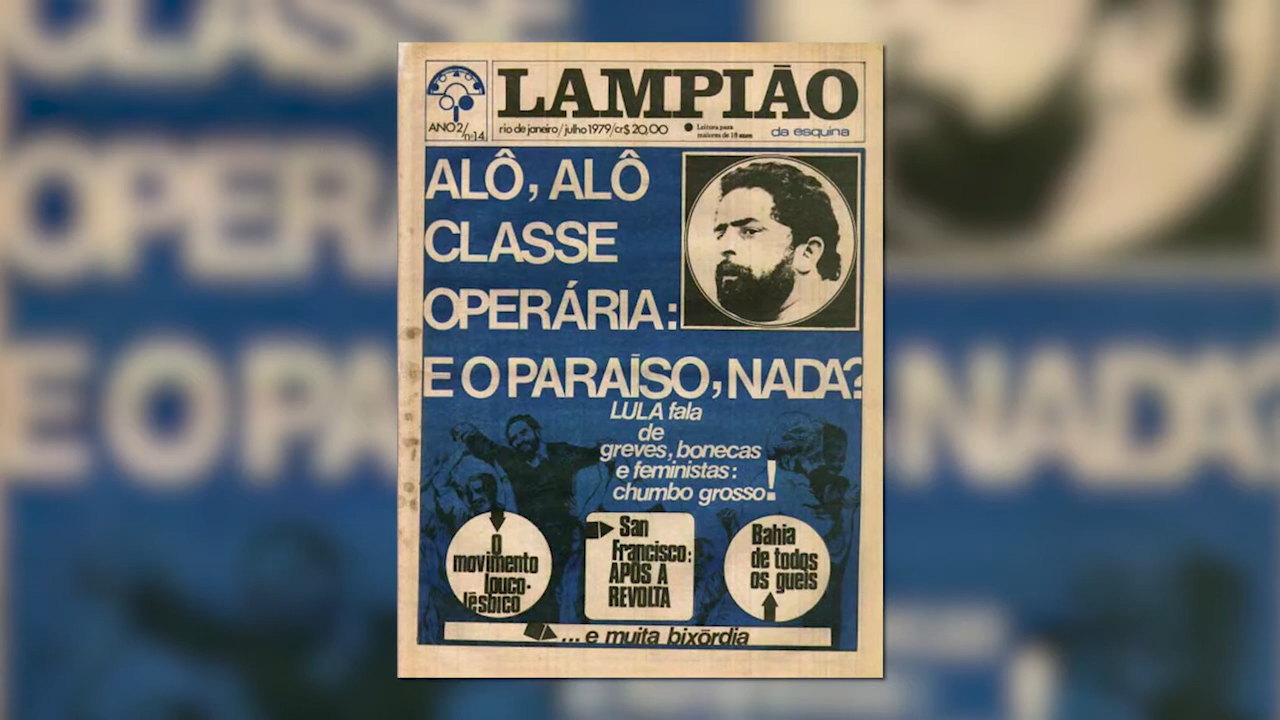 LAMPIÃO
da esquina
ANO 2/nº14
rio de janeiro/julho 1979/cr$ 20,00
Leitura para
maiores de 18 anos
ALÔ, ALÔ
CLASSE
OPERÁRIA:
E O PARAÍSO, NADA?
LULA fala
de
greves, bonecas
e feministas:
chumbo grosso!
O
movimento
louco-
lésbico
San
Francisco:
APÓS A
REVOLTA
Bahia
de todos
os gueis
... e muita bixórdia